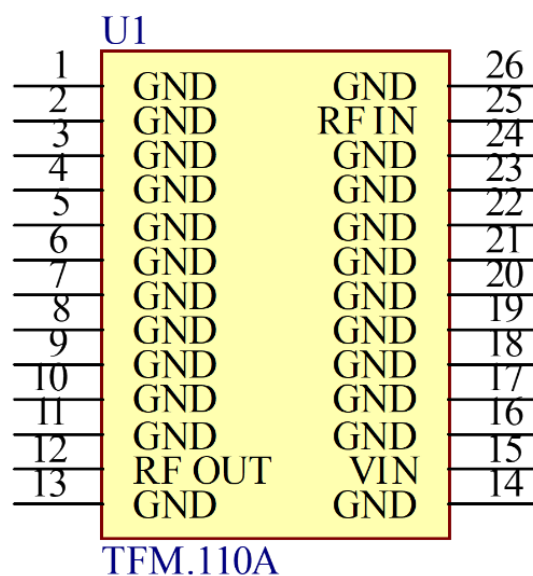 U1
1 GND GND 26
2 GND RF IN 25
3 GND GND 24
4 GND GND 23
5 GND GND 22
6 GND GND 21
7 GND GND 20
8 GND GND 19
9 GND GND 18
10 GND GND 17
11 GND GND 16
12 RF OUT VIN 15
13 GND GND 14
TFM.110A